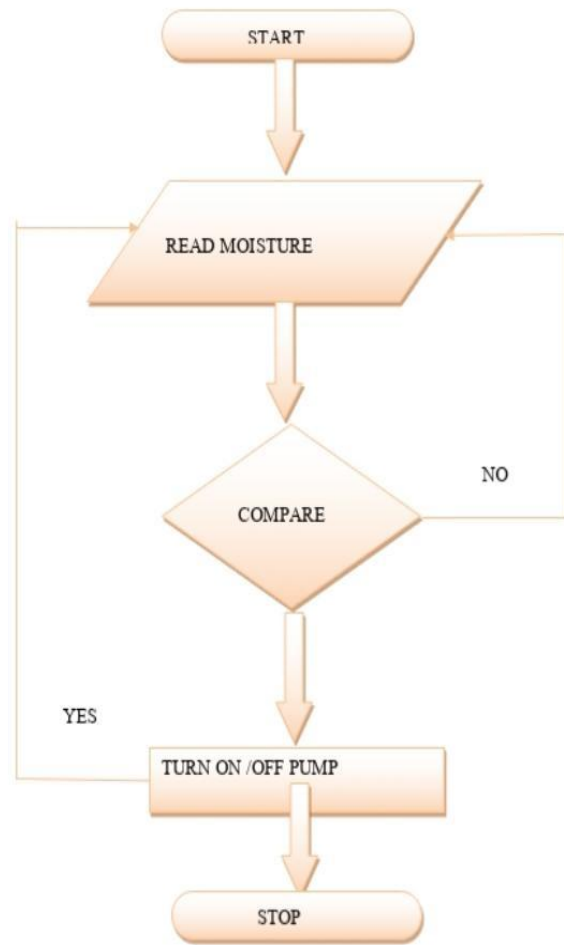 START
READ MOISTURE
NO
COMPARE
YES
TURN ON /OFF PUMP
STOP